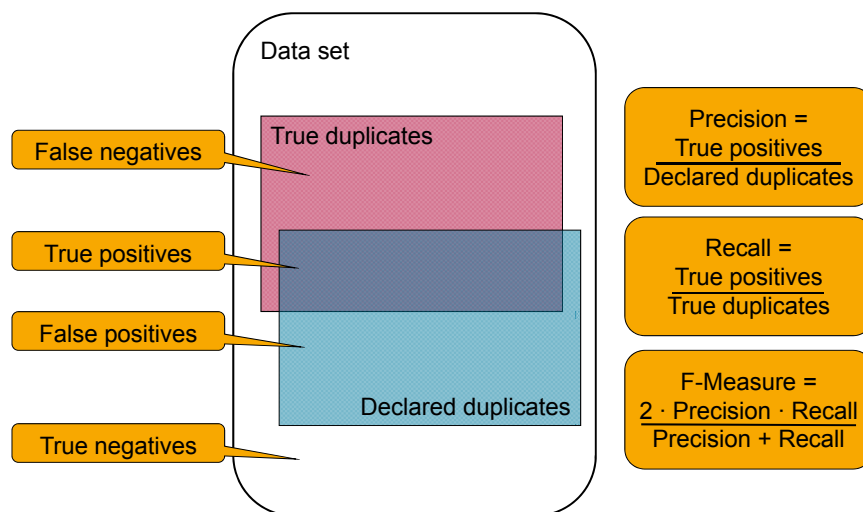 Data set
True duplicates
False negatives
True positives
False positives
Declared duplicates
True negatives
Precision =
True positives
Declared duplicates
Recall =
True positives
True duplicates
F-Measure =
2 · Precision · Recall
Precision + Recall